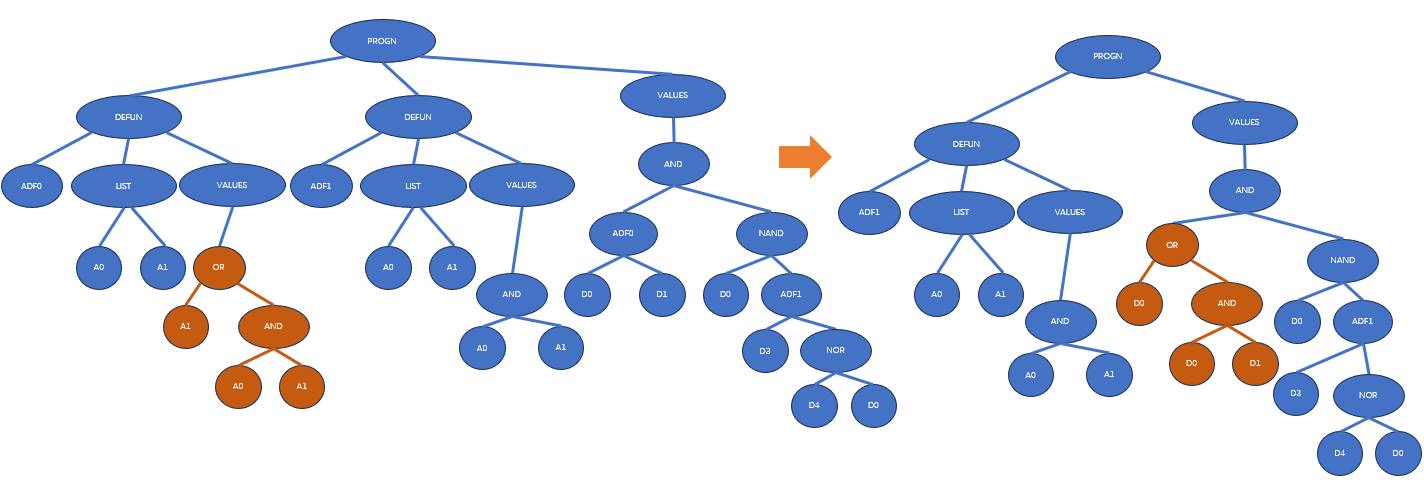 PROGN
DEFUN
DEFUN
VALUES
AND
ADF0
LIST
VALUES
ADF1
LIST
VALUES
ADF0
NAND
A0
A1
OR
A0
A1
AND
D0
D1
D0
ADF1
A1
AND
A0
A1
D3
NOR
A0
A1
D4
D0
PROGN
VALUES
DEFUN
AND
ADF1
LIST
VALUES
OR
NAND
A0
A1
AND
D0
AND
D0
ADF1
A0
A1
D0
D1
D3
NOR
D4
D0